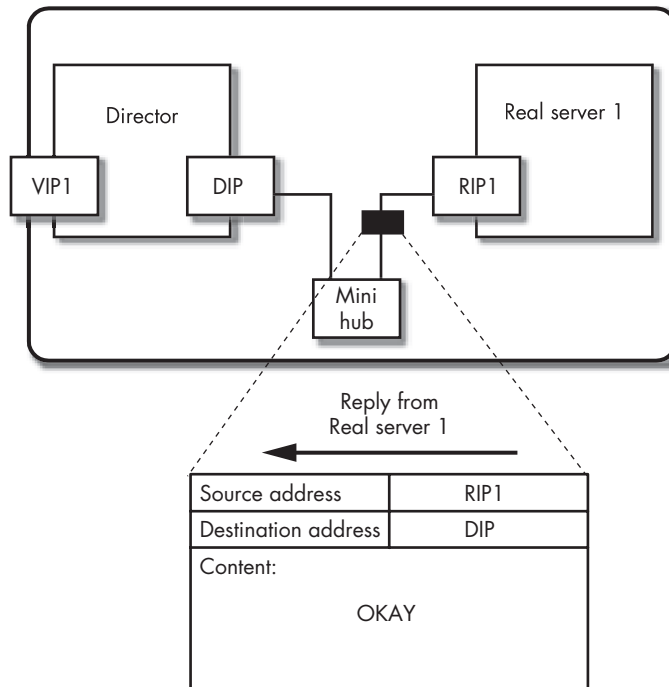 Director
Real server 1
VIP1
DIP
RIP1
Mini
hub
Reply from
Real server 1
Source address
RIP1
Destination address
DIP
Content:
OKAY